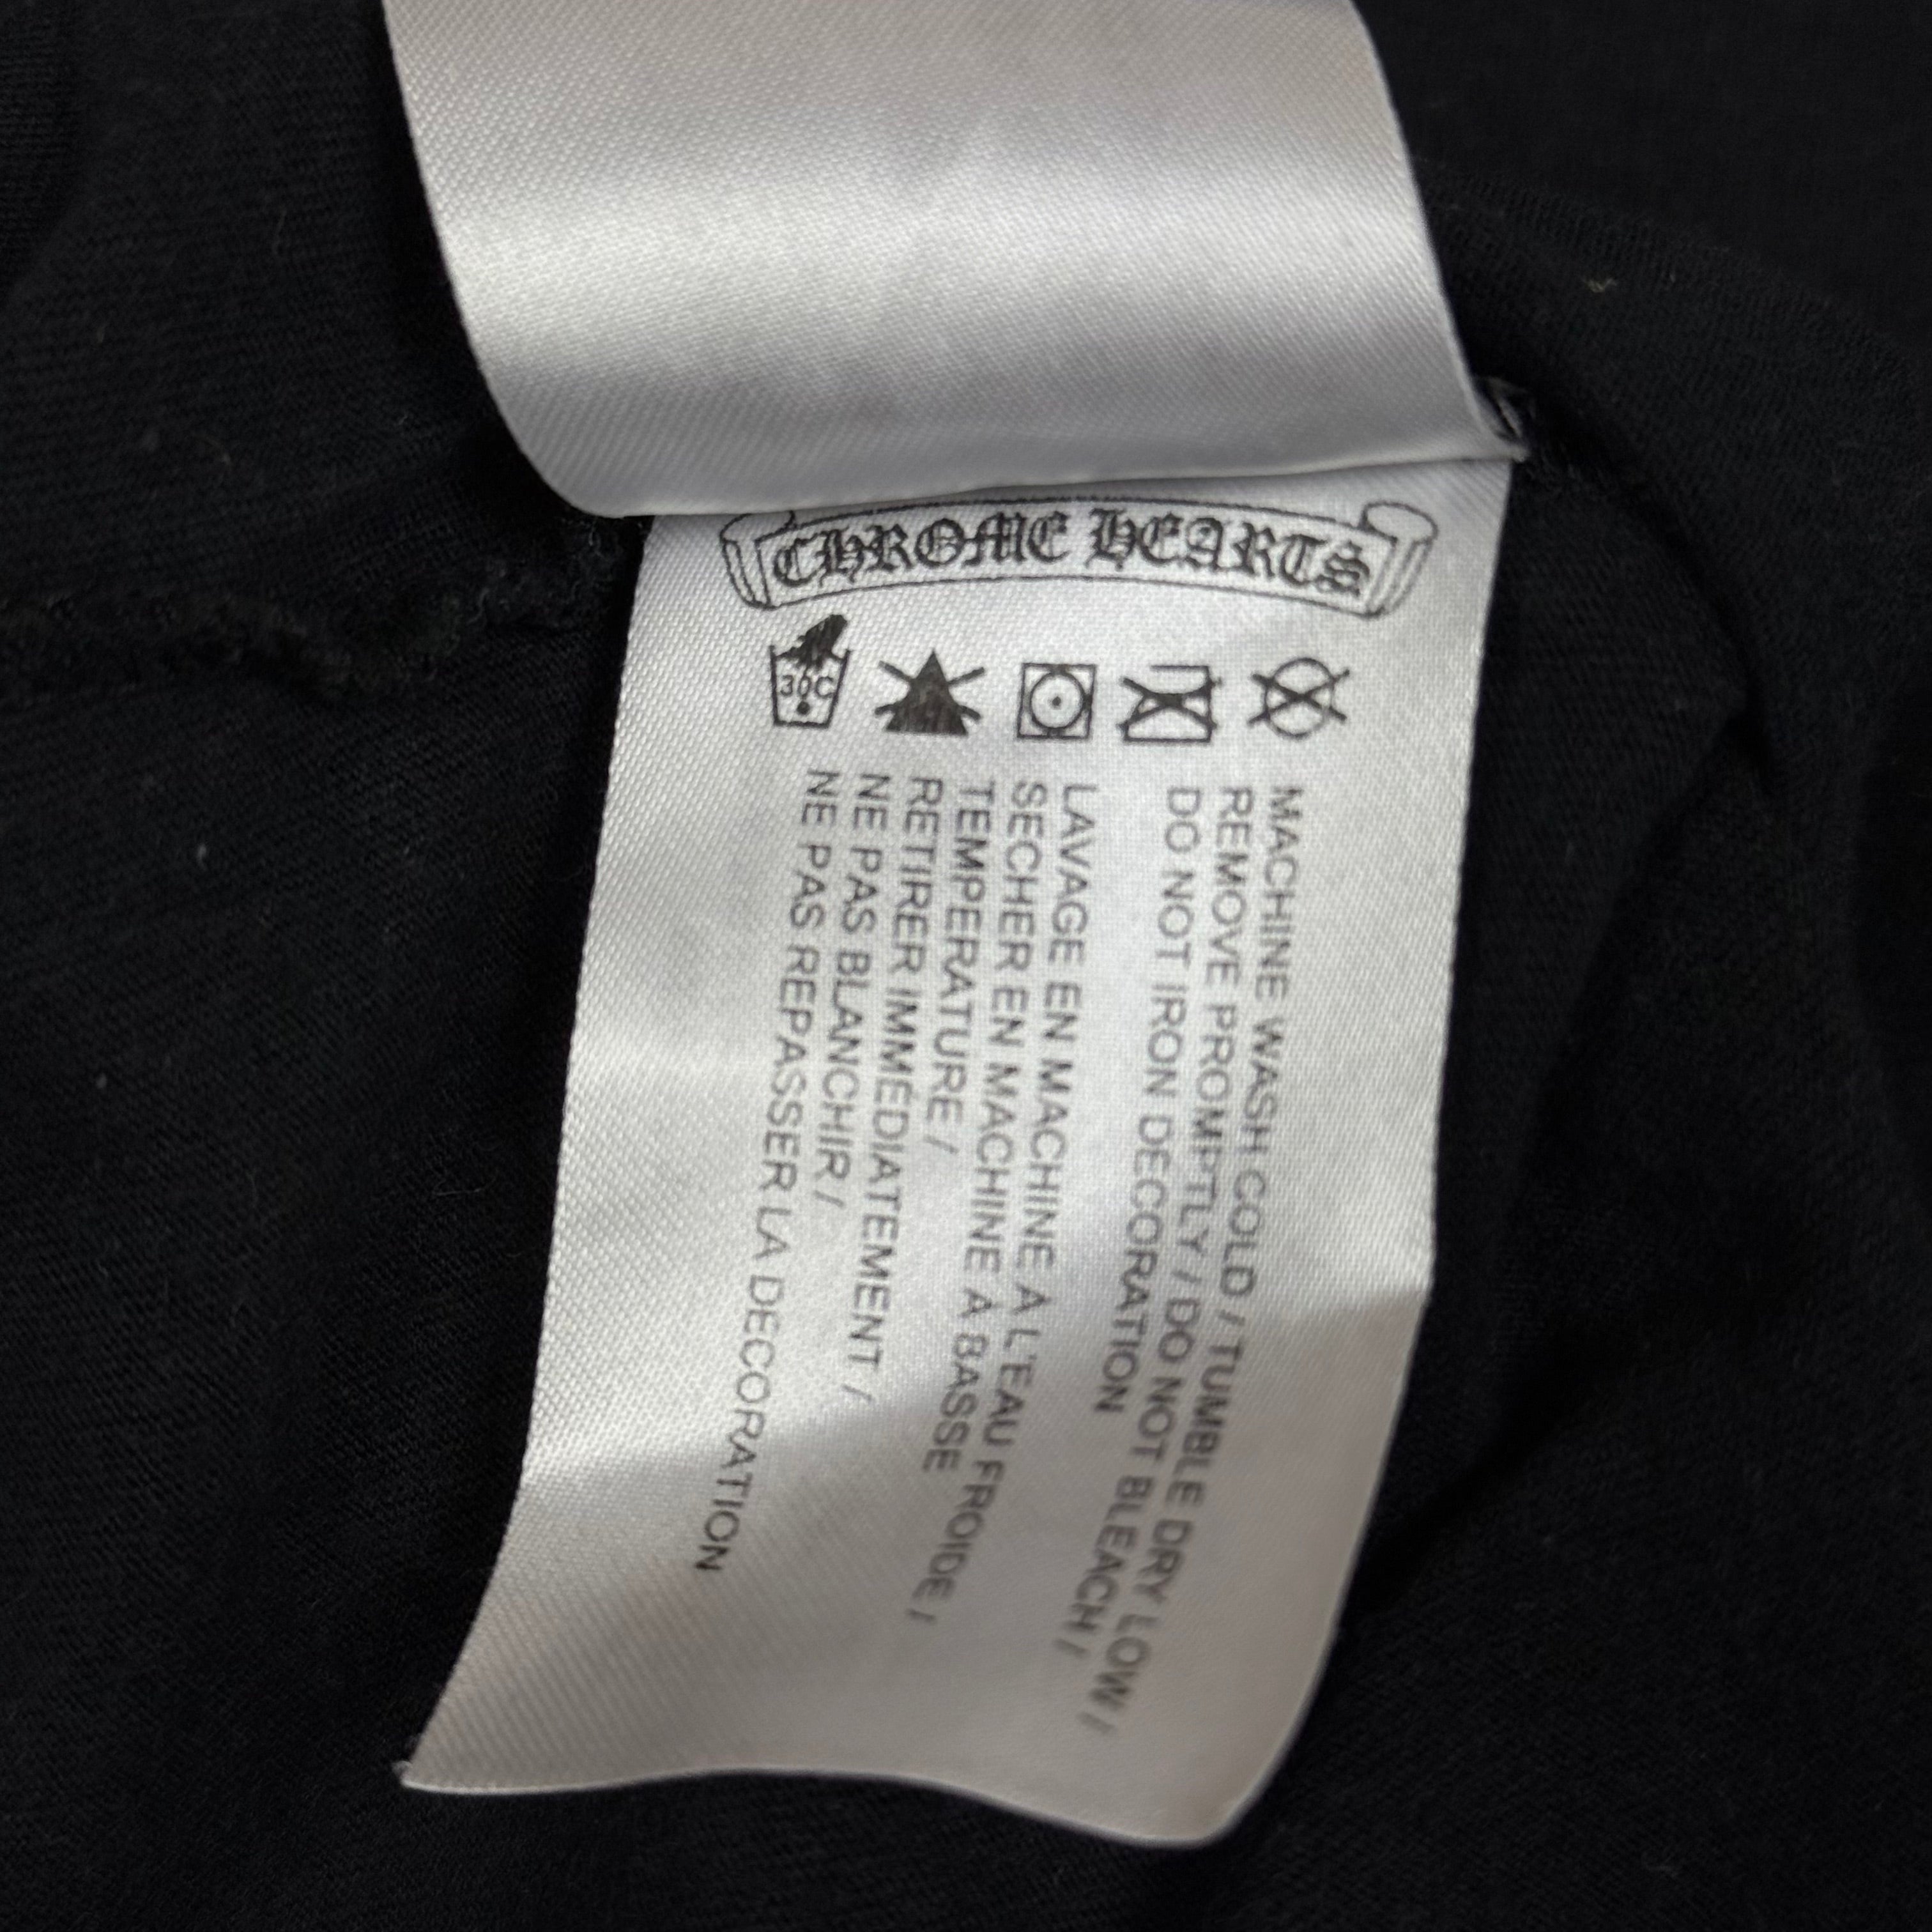 CHROME HEARTS
30C
MACHINE WASH COLD / TUMBLE DRY LOW /
REMOVE PROMPTLY / DO NOT BLEACH /
DO NOT IRON DECORATION
LAVAGE EN MACHINE A L'EAU FROIDE /
SECHER EN MACHINE À BASSE
TEMPERATURE /
RETIRER IMMÉDIATEMENT /
NE PAS BLANCHIR /
NE PAS REPASSER LA DECORATION